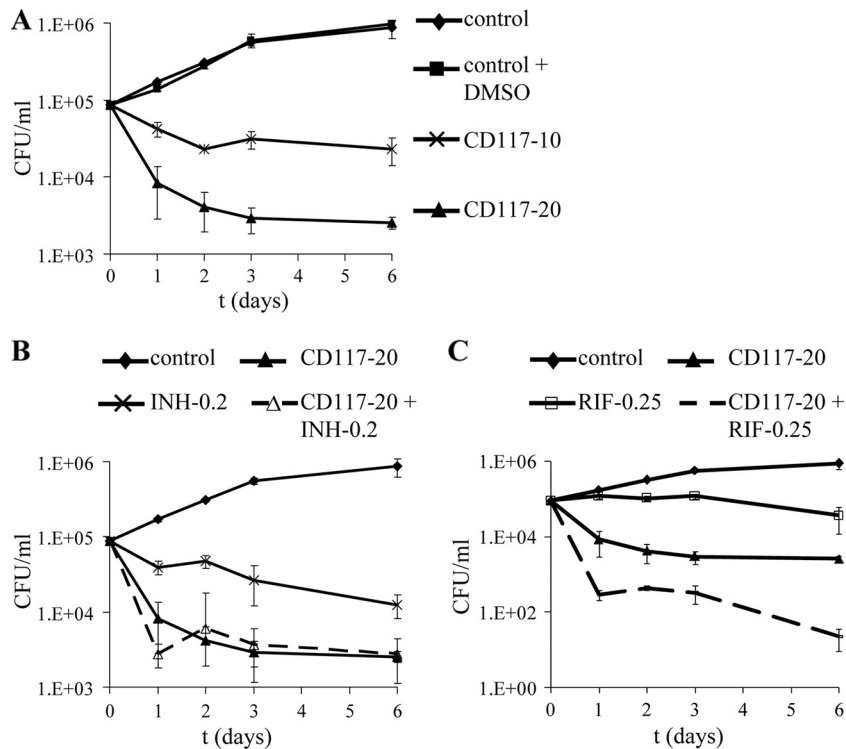 A
control
control +
DMSO
CD117-10
CD117-20
1.E+06
1.E+05
1.E+04
1.E+03
CFU/ml
0 1 2 3 4 5 6
t (days)
B
control CD117-20
INH-0.2 CD117-20 +
INH-0.2
1.E+06
1.E+05
1.E+04
1.E+03
CFU/ml
0 1 2 3 4 5 6
t (days)
C
control CD117-20
RIF-0.25 CD117-20 +
RIF-0.25
1.E+06
1.E+04
1.E+02
1.E+00
CFU/ml
0 1 2 3 4 5 6
t (days)